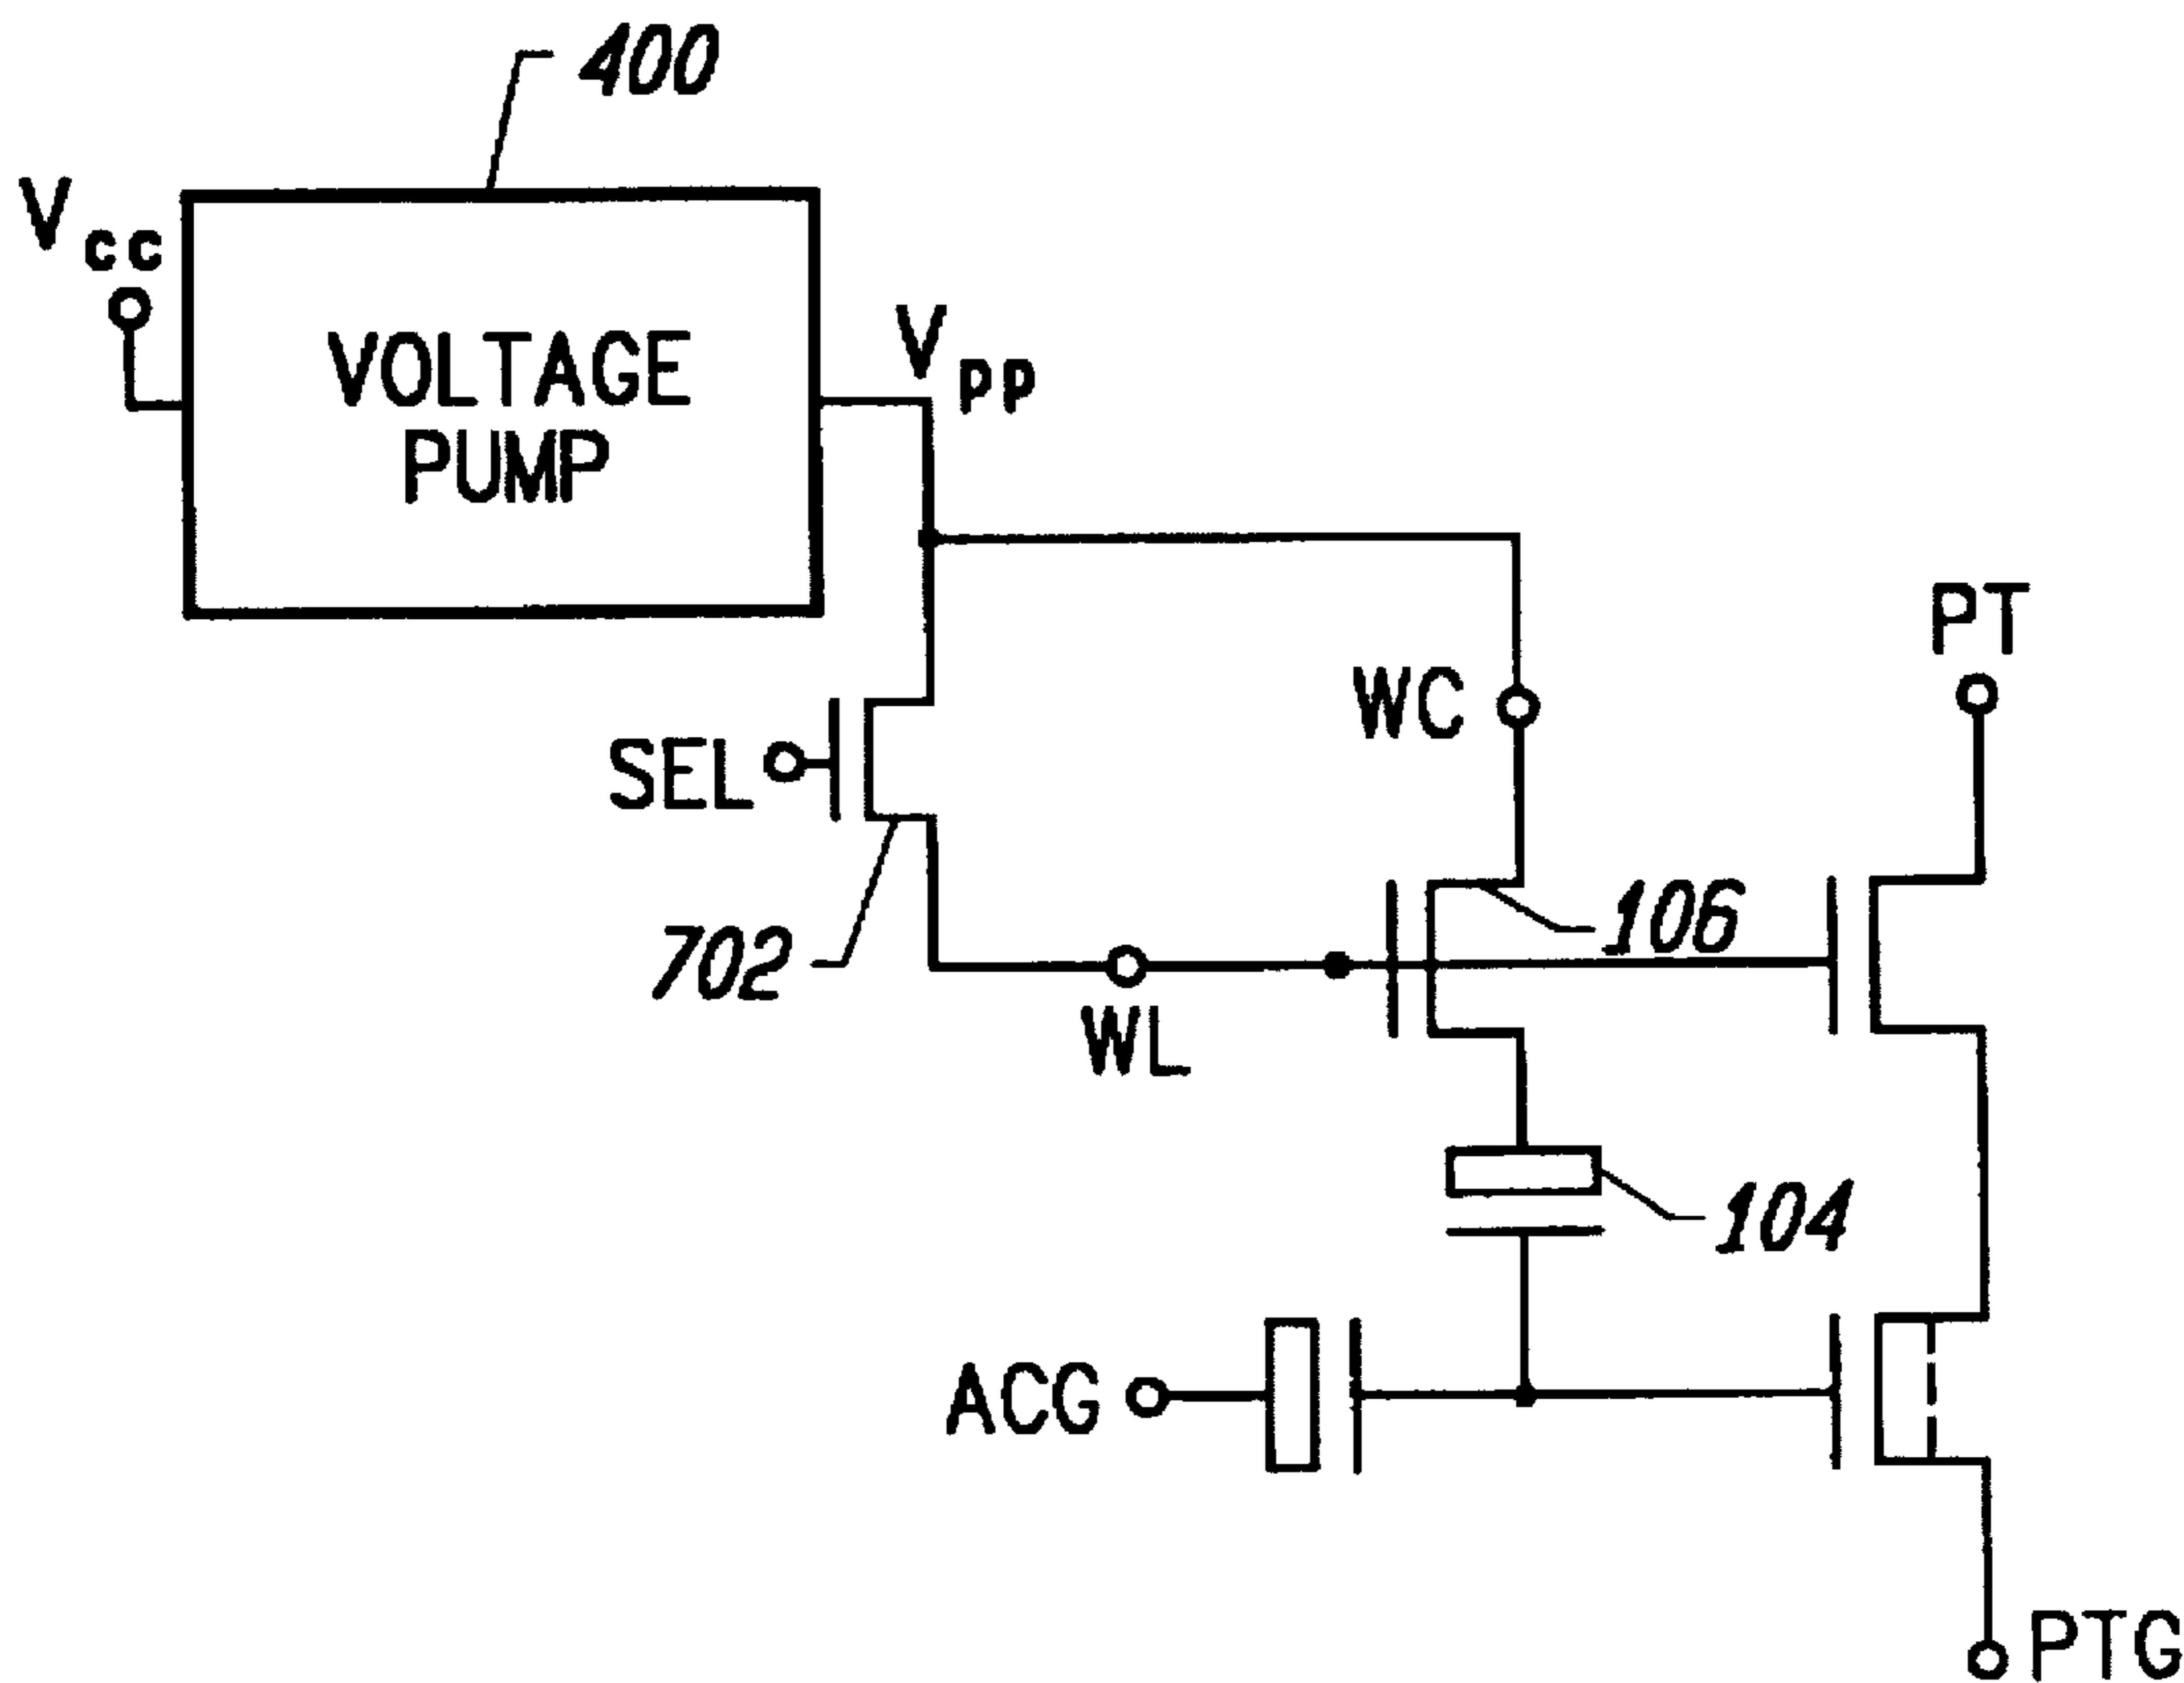 400
Vcc
VOLTAGE
PUMP
Vpp
PT
WC
SEL
106
702
WL
104
ACG
PTG